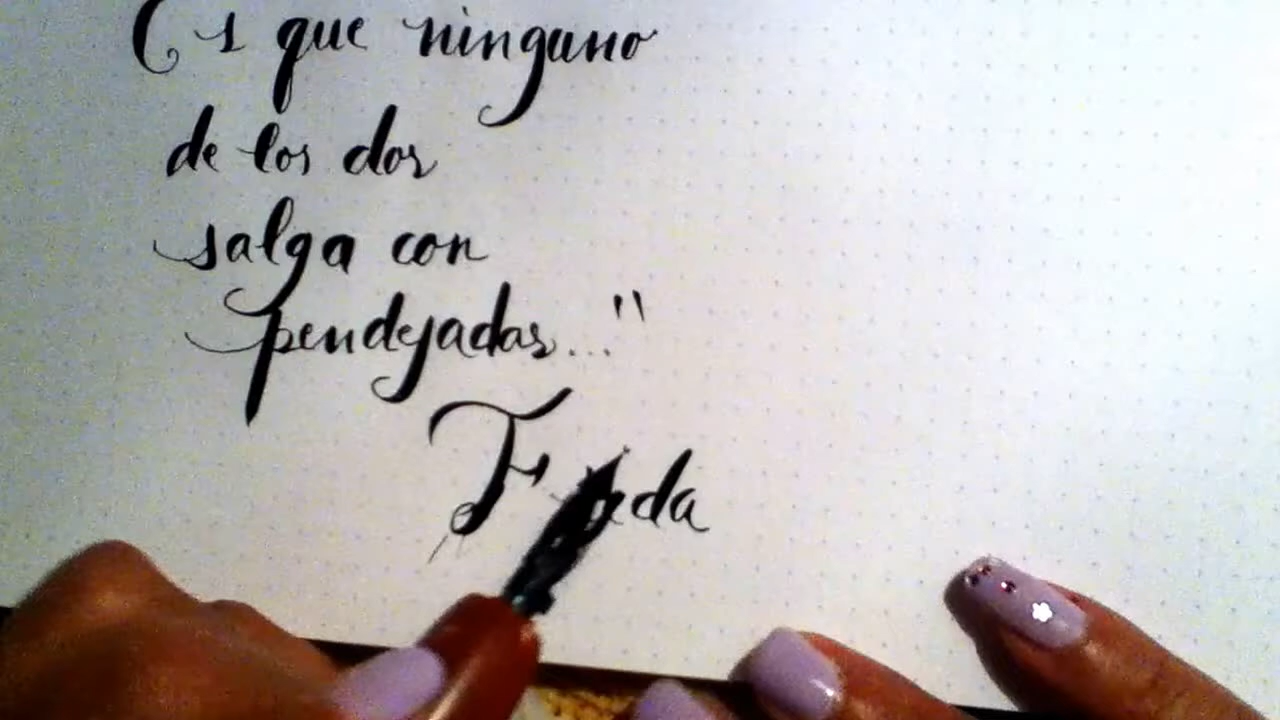 Es que ninguno
de los dos
salga con
pendejadas..."